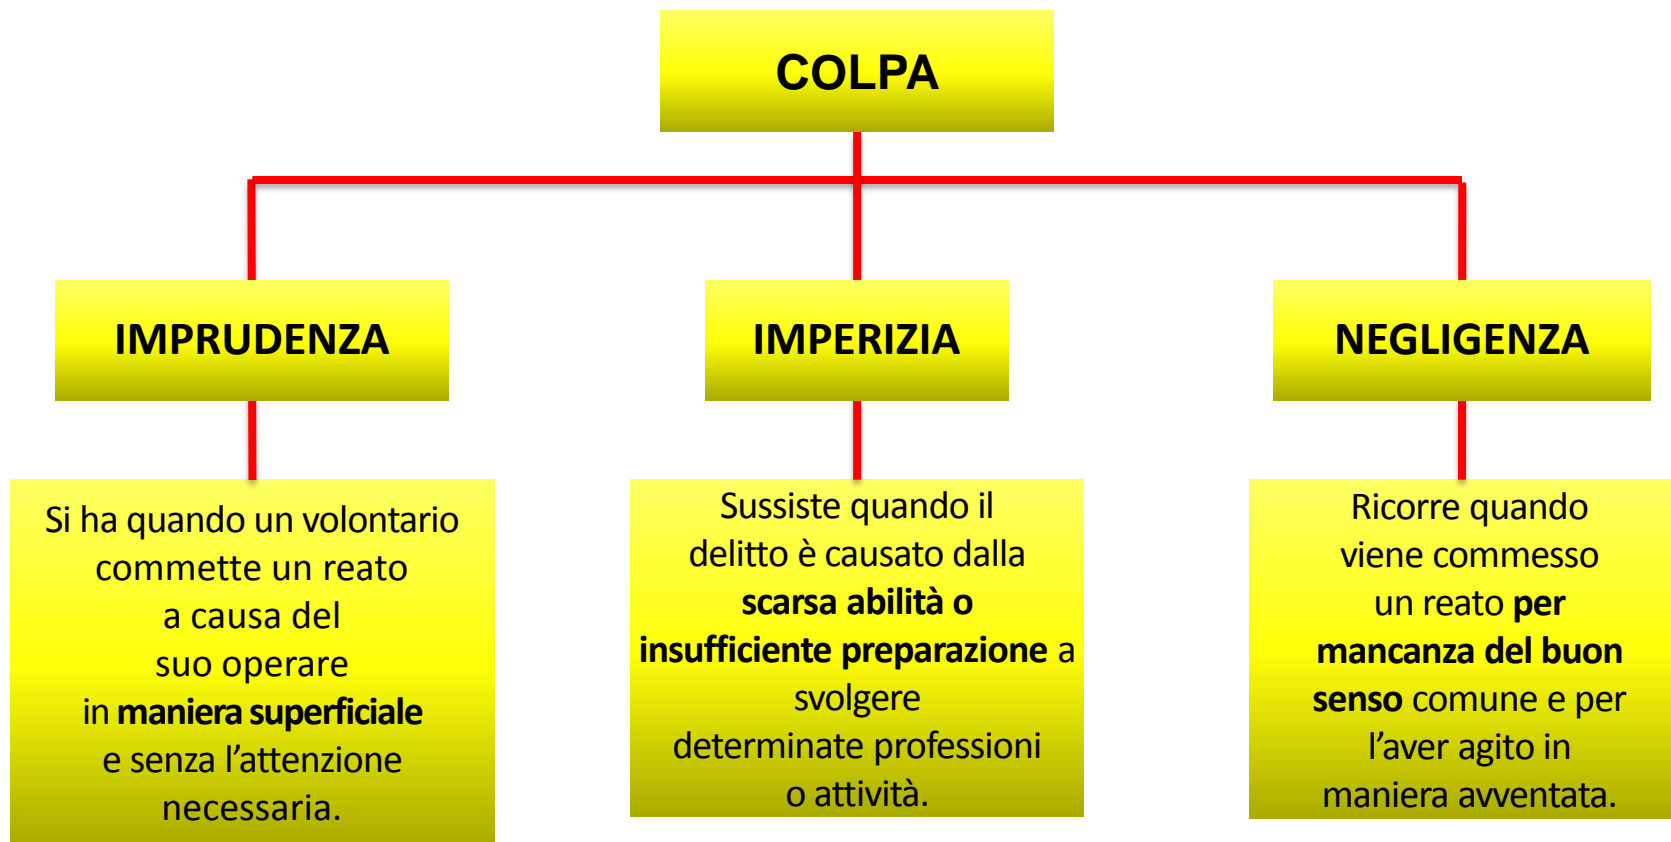 COLPA
IMPRUDENZA
IMPERIZIA
NEGLIGENZA
Si ha quando un volontario
commette un reato
a causa del
suo operare
in maniera superficiale
e senza l’attenzione
necessaria.
Sussiste quando il
delitto è causato dalla
scarsa abilità o
insufficiente preparazione a
svolgere
determinate professioni
o attività.
Ricorre quando
viene commesso
un reato per
mancanza del buon
senso comune e per
l’aver agito in
maniera avventata.